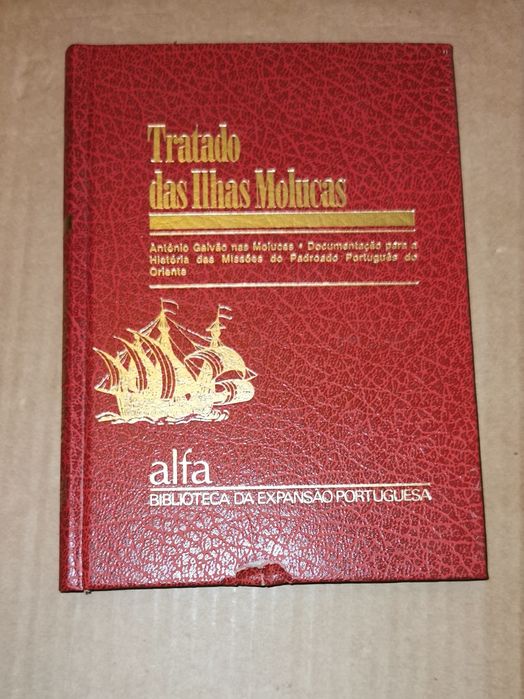 Tratado
das Ilhas Molucas
António Galvão nas Molucas • Documentação para a
História das Missões do Padroado Português do
Oriente
alfa
BIBLIOTECA DA EXPANSÃO PORTUGUESA